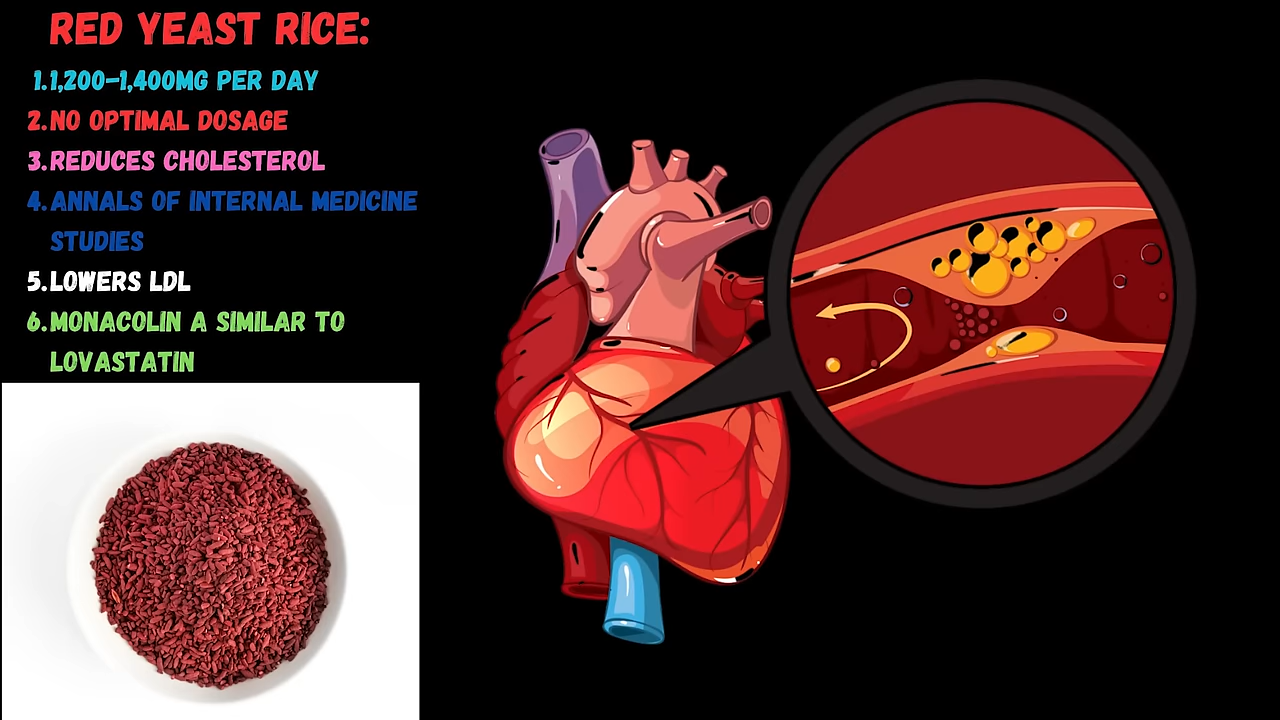 RED YEAST RICE:
1.1,200-1,400MG PER DAY
2.NO OPTIMAL DOSAGE
3.REDUCES CHOLESTEROL
4.ANNALS OF INTERNAL MEDICINE
STUDIES
5.LOWERS LDL
6.MONACOLIN A SIMILAR TO
LOVASTATIN